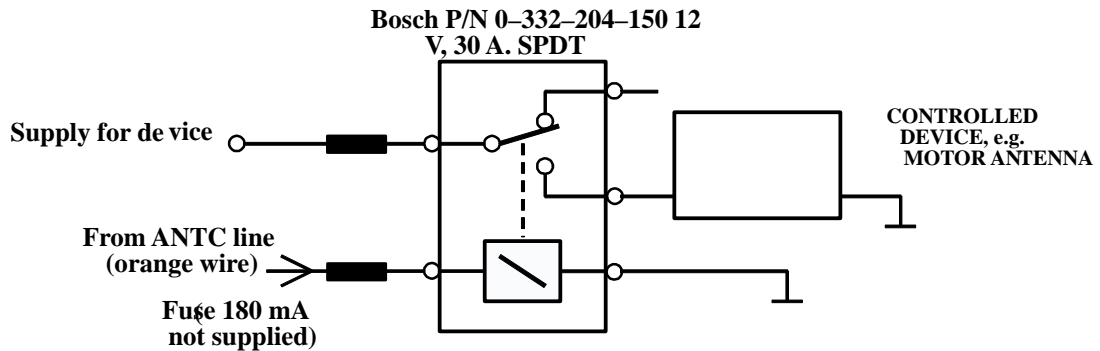 Bosch P/N 0–332–204–150 12
V, 30 A. SPDT
Supply for de vice
CONTROLLED
DEVICE, e.g.
MOTOR ANTENNA
From ANTC line
(orange wire)
Fuse 180 mA
(not supplied)